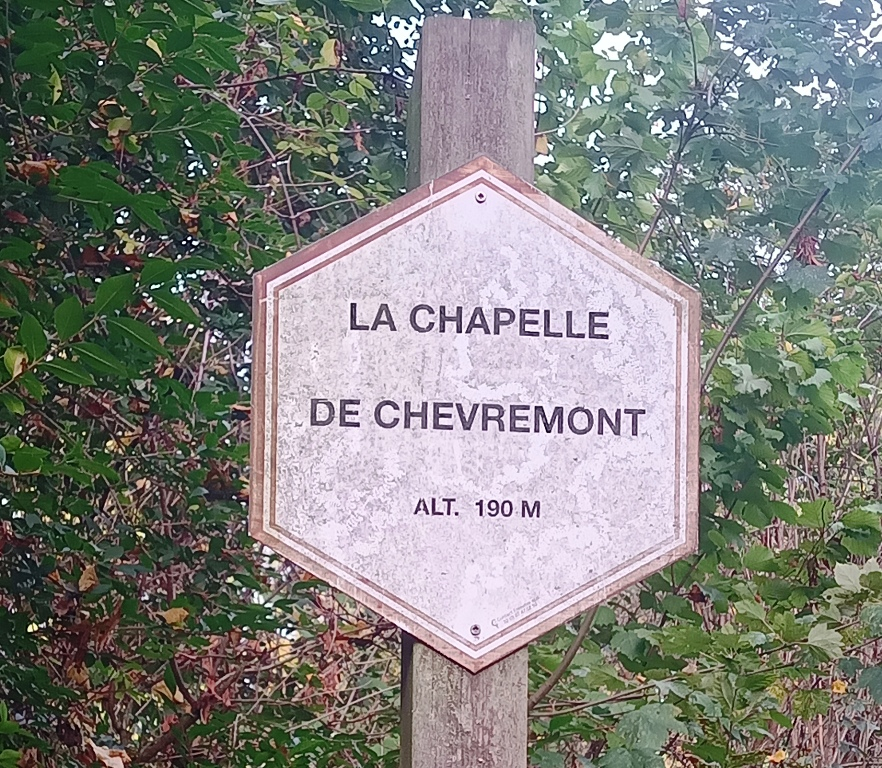 LA CHAPELLE
DE CHEVREMONT
ALT. 190 M